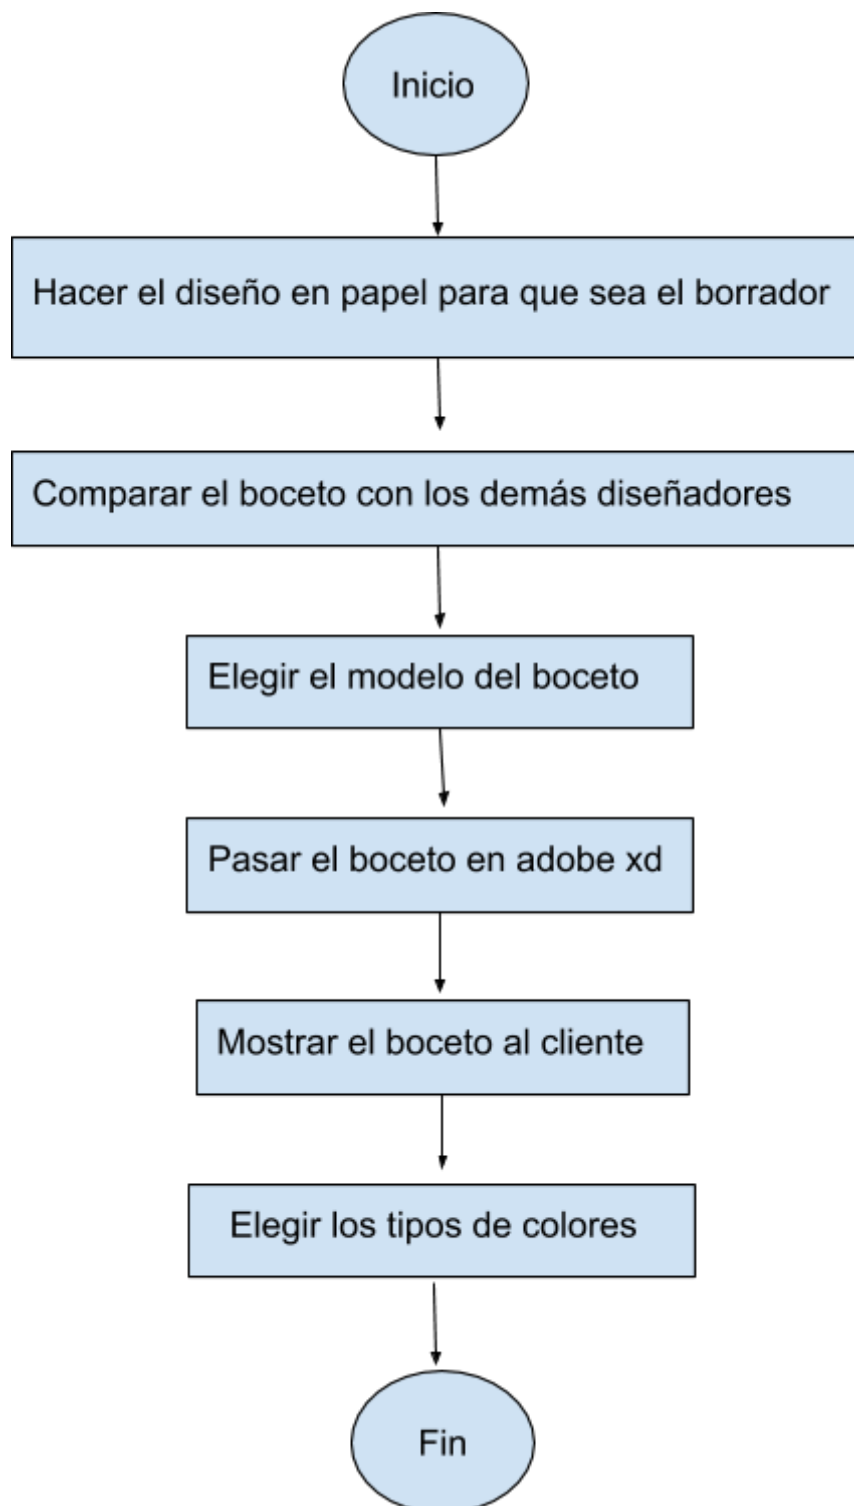 Inicio
Hacer el diseño en papel para que sea el borrador
Comparar el boceto con los demás diseñadores
Elegir el modelo del boceto
Pasar el boceto en adobe xd
Mostrar el boceto al cliente
Elegir los tipos de colores
Fin